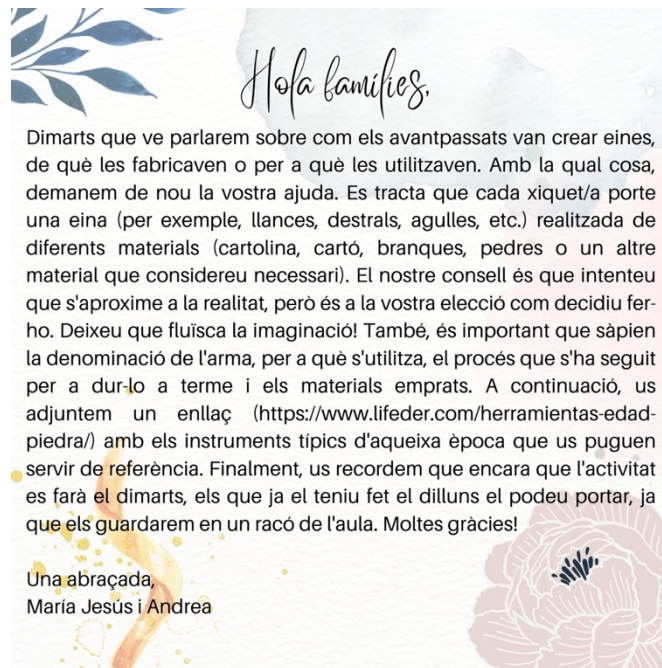 Hola famílies,
Dimarts que ve parlarem sobre com els avantpassats van crear eines,
de què les fabricaven o per a què les utilitzaven. Amb la qual cosa,
demanem de nou la vostra ajuda. Es tracta que cada xiquet/a porte
una eina (per exemple, llances, destrals, agulles, etc.) realitzada de
diferents materials (cartolina, cartó, branques, pedres o un altre
material que considereu necessari). El nostre consell és que intenteu
que s'aproxime a la realitat, però és a la vostra elecció com decidiu fer-
ho. Deixeu que fluïsca la imaginació! També, és important que sàpien
la denominació de l'arma, per a què s'utilitza, el procés que s'ha seguit
per a dur-lo a terme i els materials emprats. A continuació, us
adjuntem un enllaç (https://www.lifeder.com/herramientas-edad-
piedra/) amb els instruments típics d'aqueixa època que us puguen
servir de referència. Finalment, us recordem que encara que l'activitat
es farà el dimarts, els que ja el teniu fet el dilluns el podeu portar, ja
que els guardarem en un racó de l'aula. Moltes gràcies!
Una abraçada,
María Jesús i Andrea